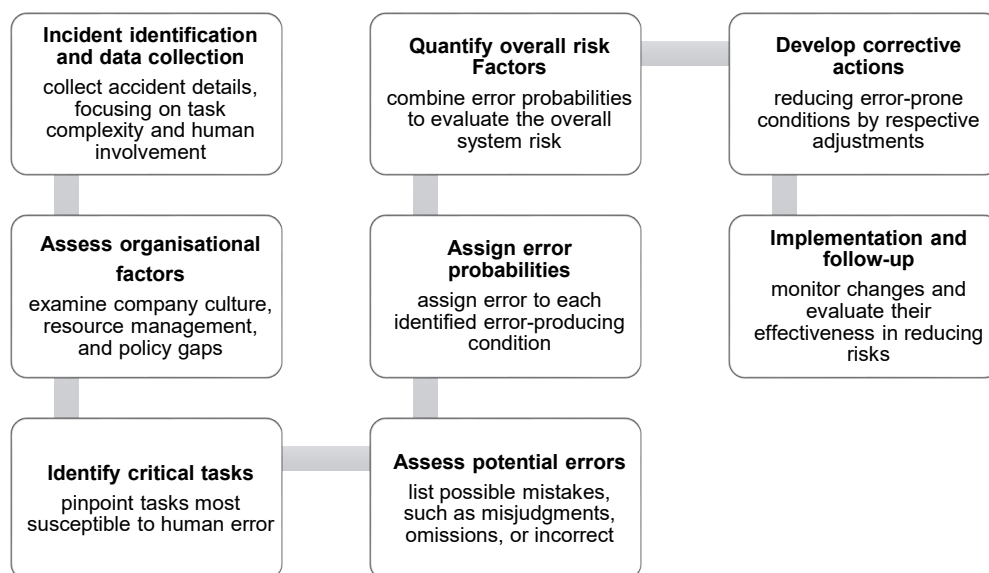 Incident identification
and data collection
collect accident details,
focusing on task
complexity and human
involvement
Assess organisational
factors
examine company culture,
resource management,
and policy gaps
Identify critical tasks
pinpoint tasks most
susceptible to human error
Assess potential errors
list possible mistakes,
such as misjudgments,
omissions, or incorrect
Assign error
probabilities
assign error to each
identified error-producing
condition
Quantify overall risk
Factors
combine error probabilities
to evaluate the overall
system risk
Develop corrective
actions
reducing error-prone
conditions by respective
adjustments
Implementation and
follow-up
monitor changes and
evaluate their
effectiveness in reducing
risks